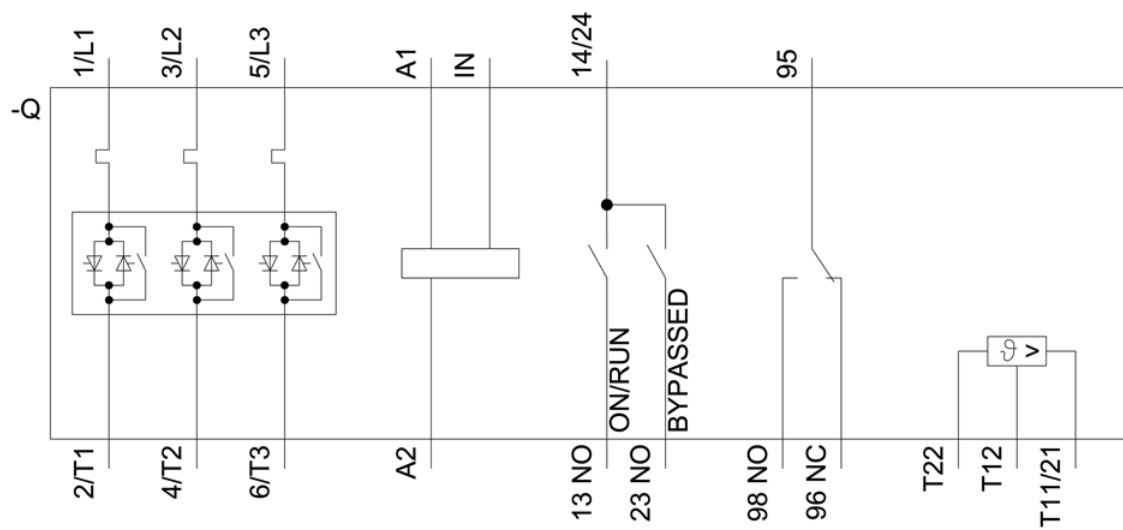 -Q
1/L1
3/L2
5/L3
A1
IN
14/24
95
ON/RUN
BYPASSED
ϑ >
2/T1
4/T2
6/T3
A2
13 NO
23 NO
98 NO
96 NC
T22
T12
T11/21